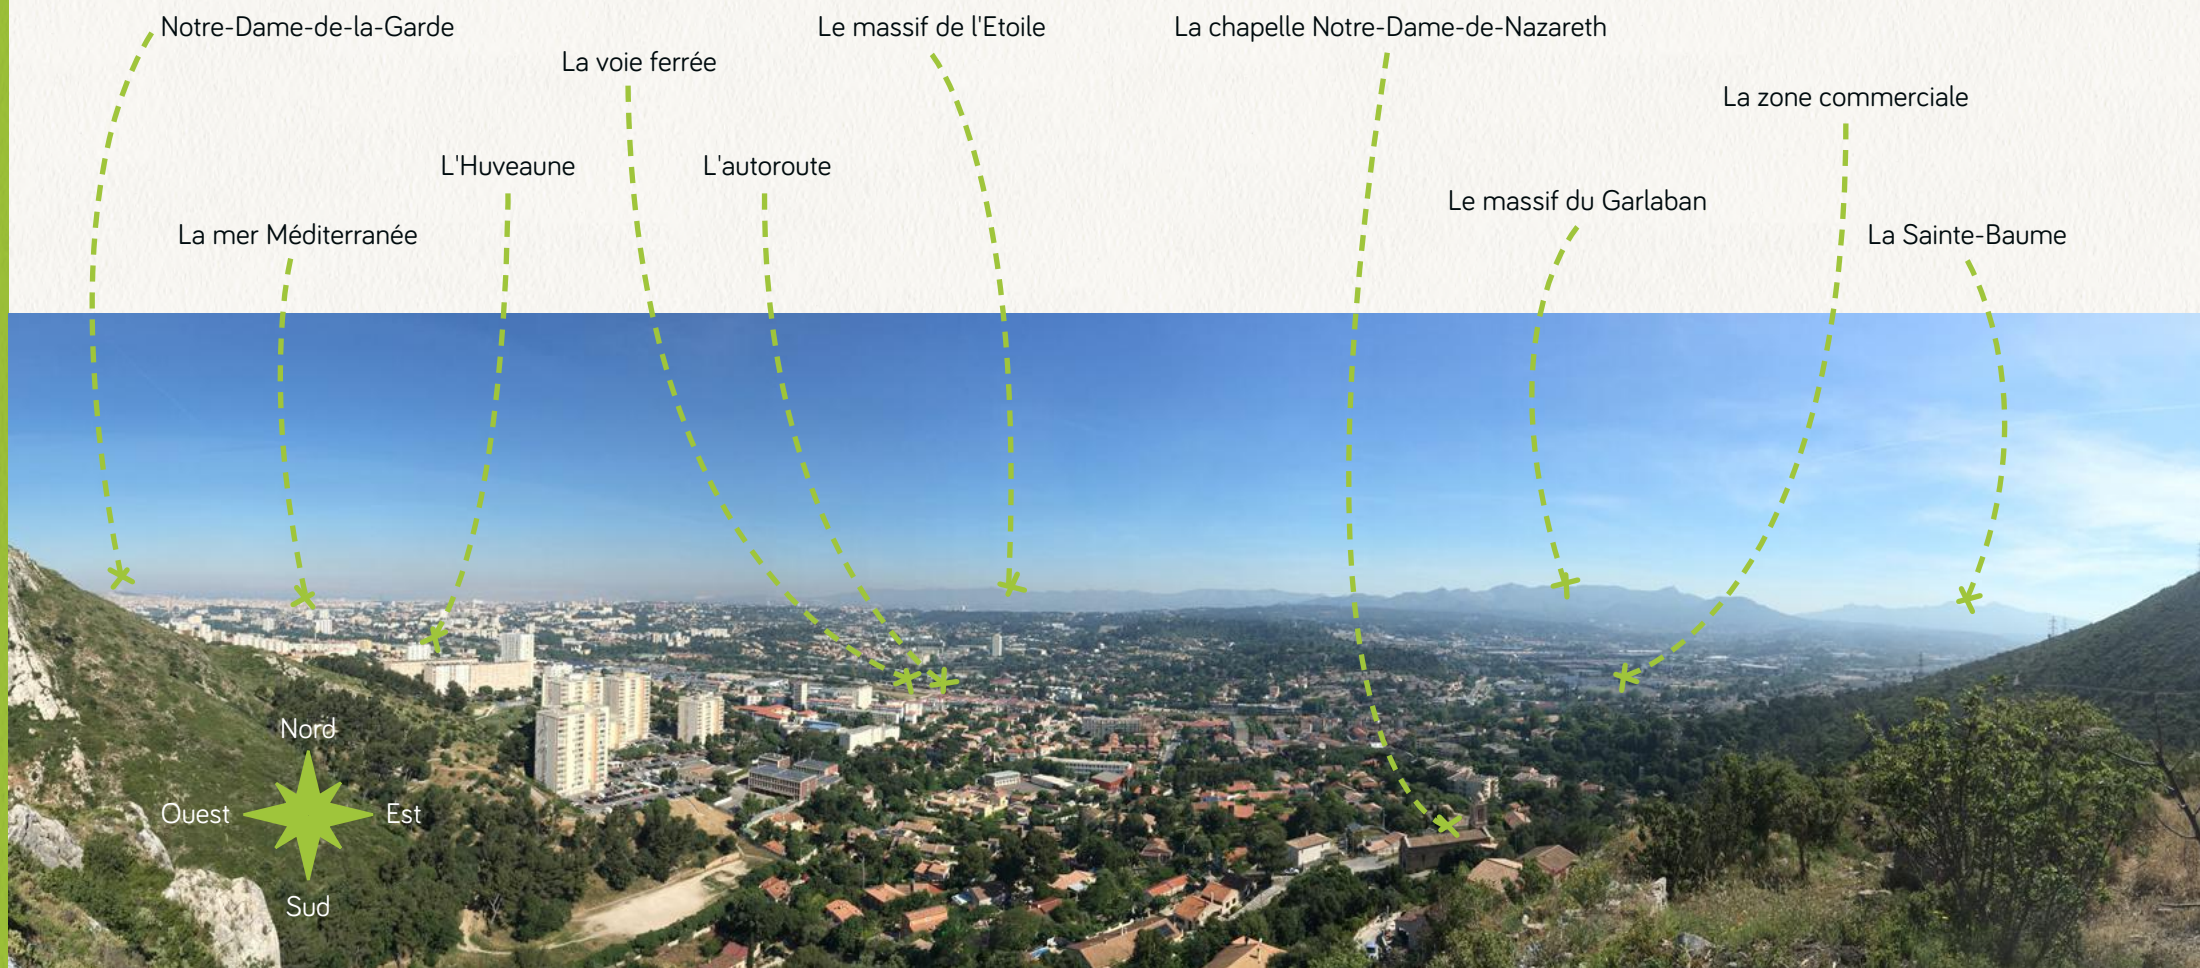 Notre-Dame-de-la-Garde
La voie ferrée
Le massif de l'Etoile
La chapelle Notre-Dame-de-Nazareth
La zone commerciale
L'Huveaune
L'autoroute
Le massif du Garlaban
La mer Méditerranée
La Sainte-Baume
Nord
Ouest
Est
Sud